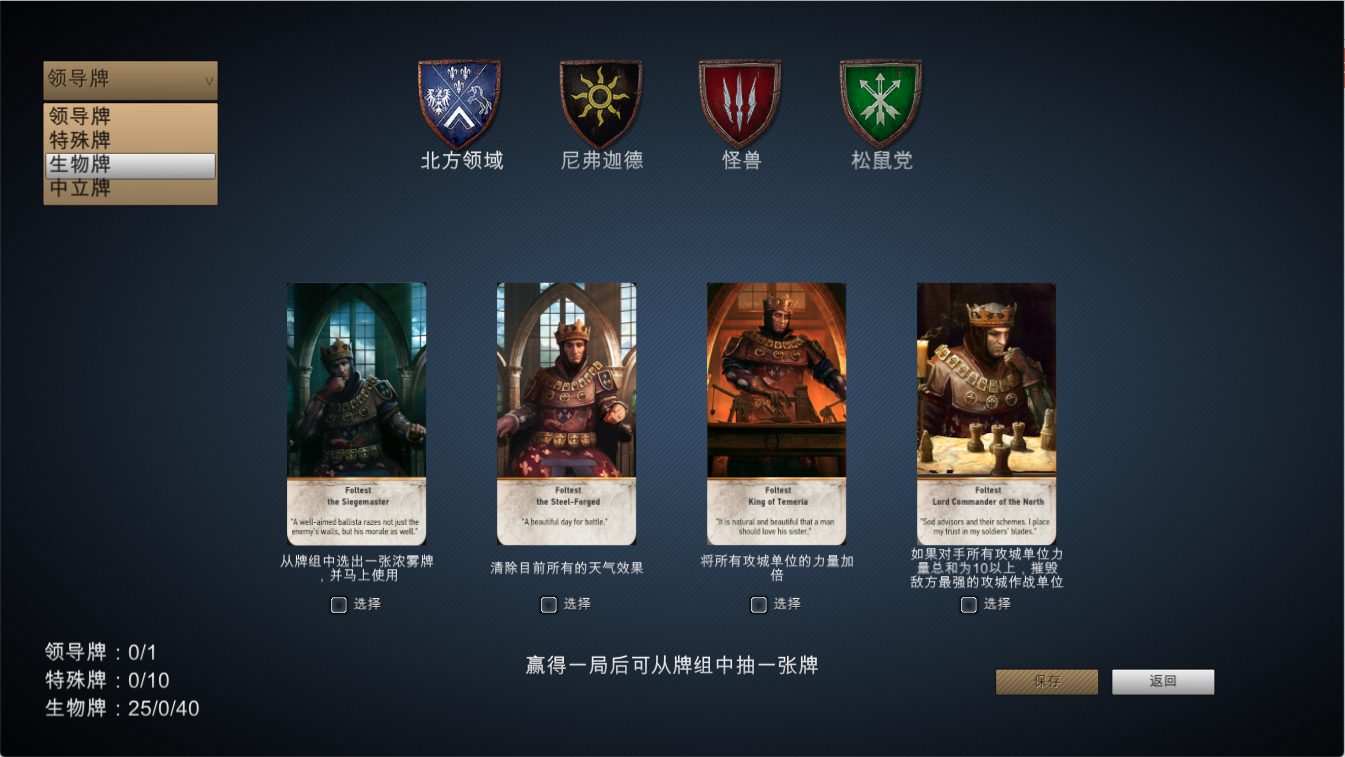 领导牌
领导牌
特殊牌
生物牌
中立牌
北方领域
尼弗迦德
怪兽
松鼠党
Foltest
the Siegemaster
"A well-aimed ballista razes not just the
enemy's walls, but his morale as well."
从牌组中选出一张浓雾牌
，并马上使用
选择
Foltest
the Steel-Forged
"A beautiful day for battle."
清除目前所有的天气效果
选择
Foltest
King of Temeria
"It is natural and beautiful that a man
should love his sister."
将所有攻城单位的力量加
倍
选择
Foltest
Lord Commander of the North
"Sod advisors and their schemes. I place
my trust in my soldiers' blades."
如果对手所有攻城单位力
量总和为10以上，摧毁
敌方最强的攻城作战单位
选择
领导牌：0/1
特殊牌：0/10
生物牌：25/0/40
赢得一局后可从牌组中抽一张牌
保存
返回